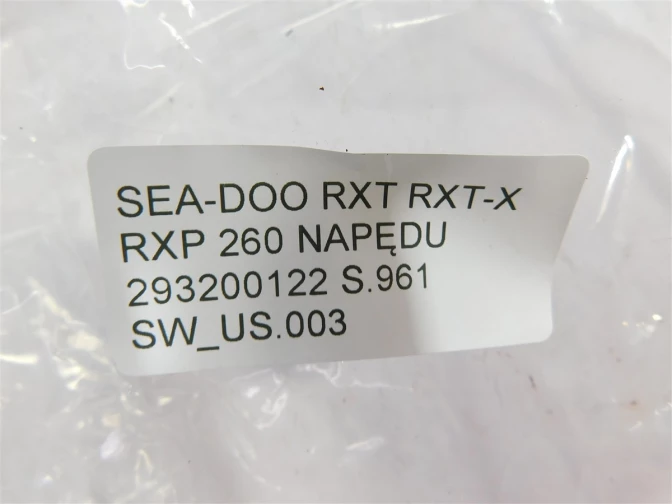 SEA-DOO RXT RXT-X
RXP 260 NAPĘDU
293200122 S.961
SW_US.003